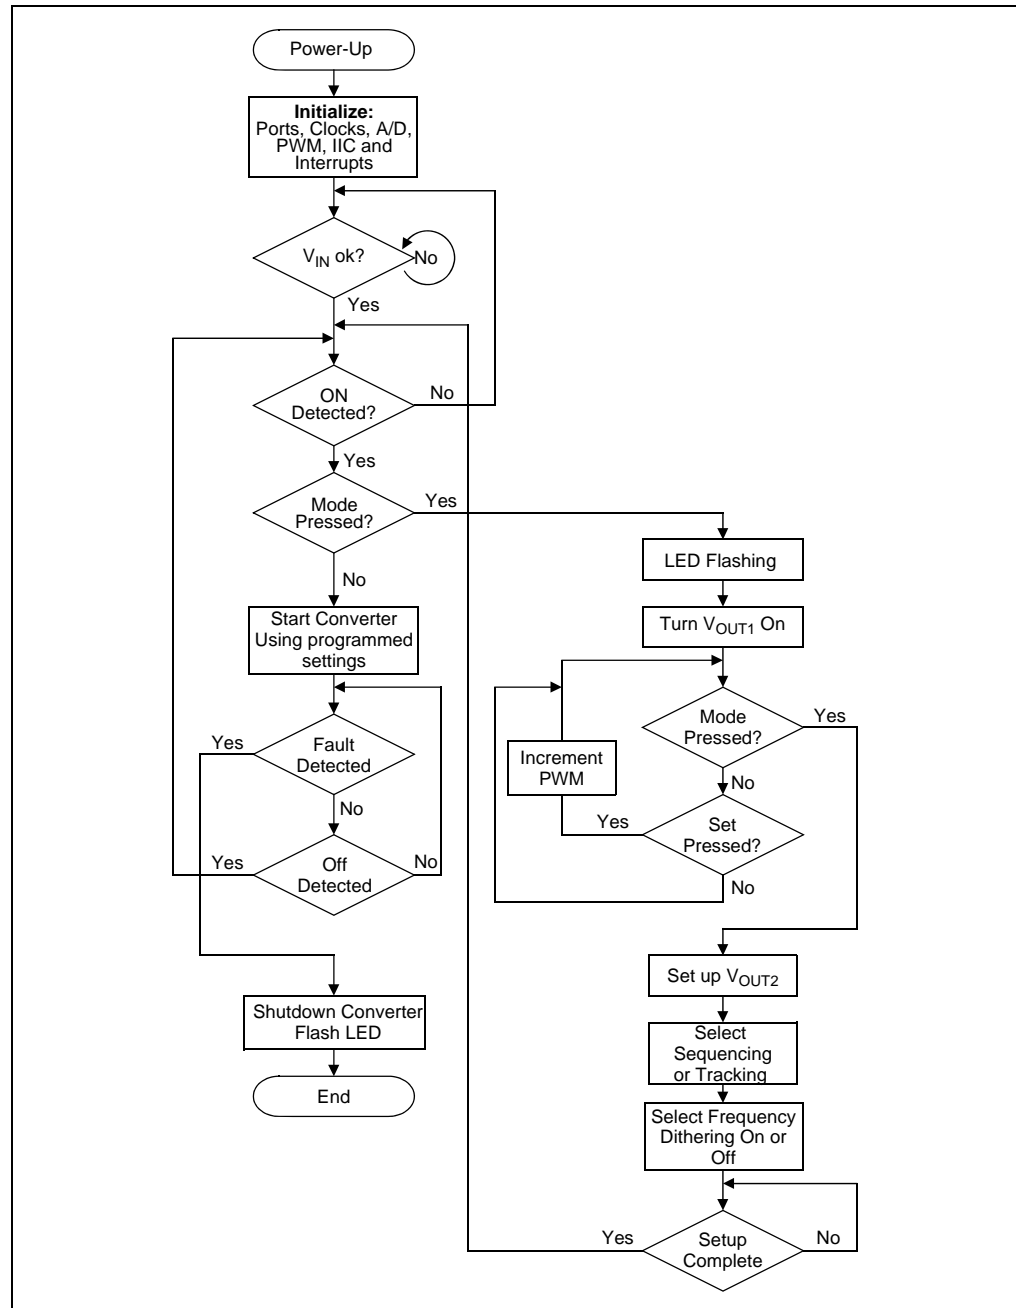 Power-Up
Initialize:
Ports, Clocks, A/D,
PWM, IIC and
Interrupts
VIN ok?
No
Yes
ON
Detected?
No
Yes
Mode
Pressed?
Yes
No
Start Converter
Using programmed
settings
Fault
Detected
Yes
No
Off
Detected
Yes
No
Shutdown Converter
Flash LED
End
LED Flashing
Turn VOUT1 On
Mode
Pressed?
Yes
No
Increment
PWM
Set
Pressed?
Yes
No
Set up VOUT2
Select
Sequencing
or Tracking
Select Frequency
Dithering On or
Off
Setup
Complete
Yes
No